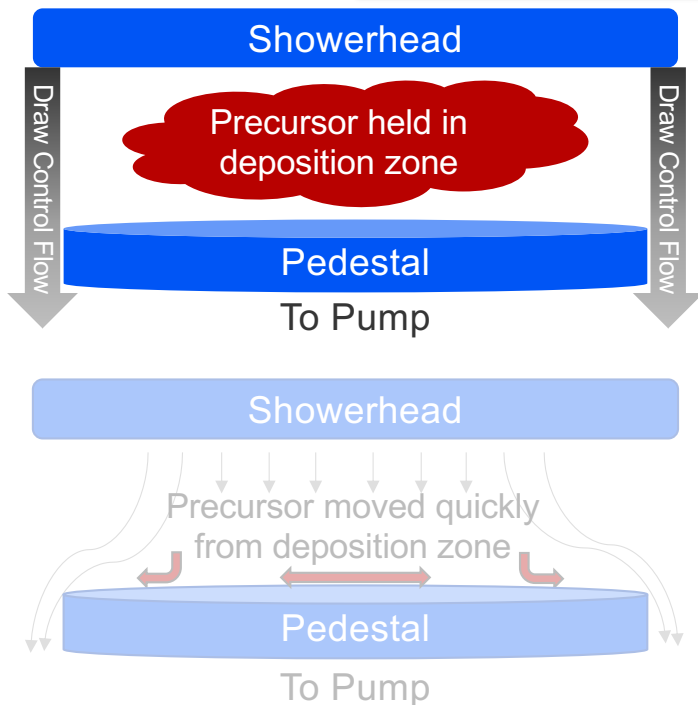 Showerhead
Draw Control Flow
Precursor held in
deposition zone
Draw Control Flow
Pedestal
To Pump
Showerhead
Precursor moved quickly
from deposition zone
Pedestal
To Pump